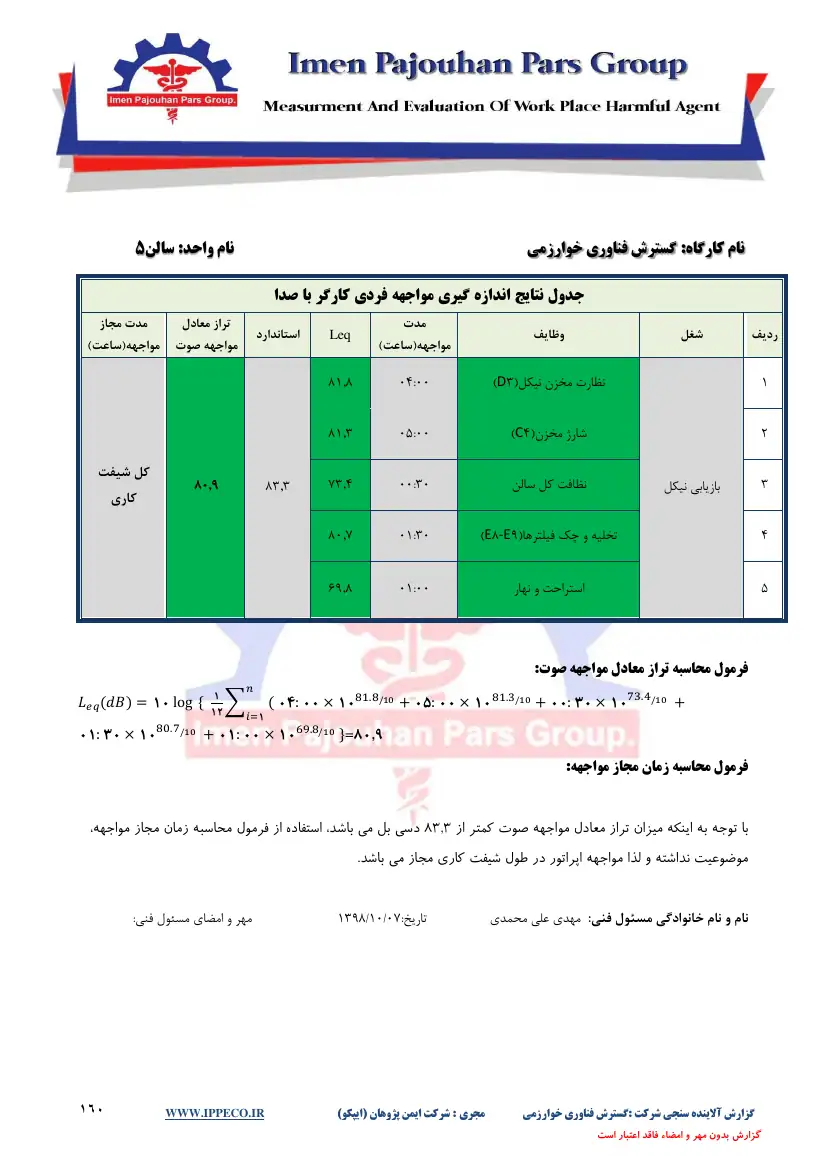 Imen Pajouhan Pars Group
Imen Pajouhan Pars Group.
Measurment And Evaluation Of Work Place Harmful Agent
نام کارگاه: گسترش فناوری خوارزمی نام واحد: سالن۵
جدول نتایج اندازه گیری مواجهه فردی کارگر با صدا
ردیف شغل وظایف مدت مواجهه(ساعت) Leq استاندارد تراز معادل مواجهه صوت مدت مجاز مواجهه(ساعت)
۱ نظارت مخزن نیکل(D۳) ۰۴:۰۰ ۸۱,۸
۲ شارژ مخزن(C۴) ۰۵:۰۰ ۸۱,۳
۳ بازیابی نیکل نظافت کل سالن ۰۰:۳۰ ۷۳,۴ ۸۳,۳ ۸۰,۹ کل شیفت کاری
۴ تخلیه و چک فیلترها(E۸-E۹) ۰۱:۳۰ ۸۰,۷
۵ استراحت و نهار ۰۱:۰۰ ۶۹,۸
فرمول محاسبه تراز معادل مواجهه صوت:
L_eq(dB) = ۱۰ log { ۱/۱۲ ∑_{i=۱}^{n} ( ۰۴: ۰۰ × ۱۰^{81.8/10} + ۰۵: ۰۰ × ۱۰^{81.3/10} + ۰۰: ۳۰ × ۱۰^{73.4/10} +
۰۱: ۳۰ × ۱۰^{80.7/10} + ۰۱: ۰۰ × ۱۰^{69.8/10} }=۸۰,۹
Imen Pajouhan Pars Group.
فرمول محاسبه زمان مجاز مواجهه:
با توجه به اینکه میزان تراز معادل مواجهه صوت کمتر از ۸۳,۳ دسی بل می باشد، استفاده از فرمول محاسبه زمان مجاز مواجهه،
موضوعیت نداشته و لذا مواجهه اپراتور در طول شیفت کاری مجاز می باشد.
نام و نام خانوادگی مسئول فنی: مهدی علی محمدی تاریخ:۱۳۹۸/۱۰/۰۷ مهر و امضای مسئول فنی:
گزارش آلاینده سنجی شرکت :گسترش فناوری خوارزمی مجری : شرکت ایمن پژوهان (ایپکو) WWW.IPPECO.IR ۱۶۰
گزارش بدون مهر و امضاء فاقد اعتبار است